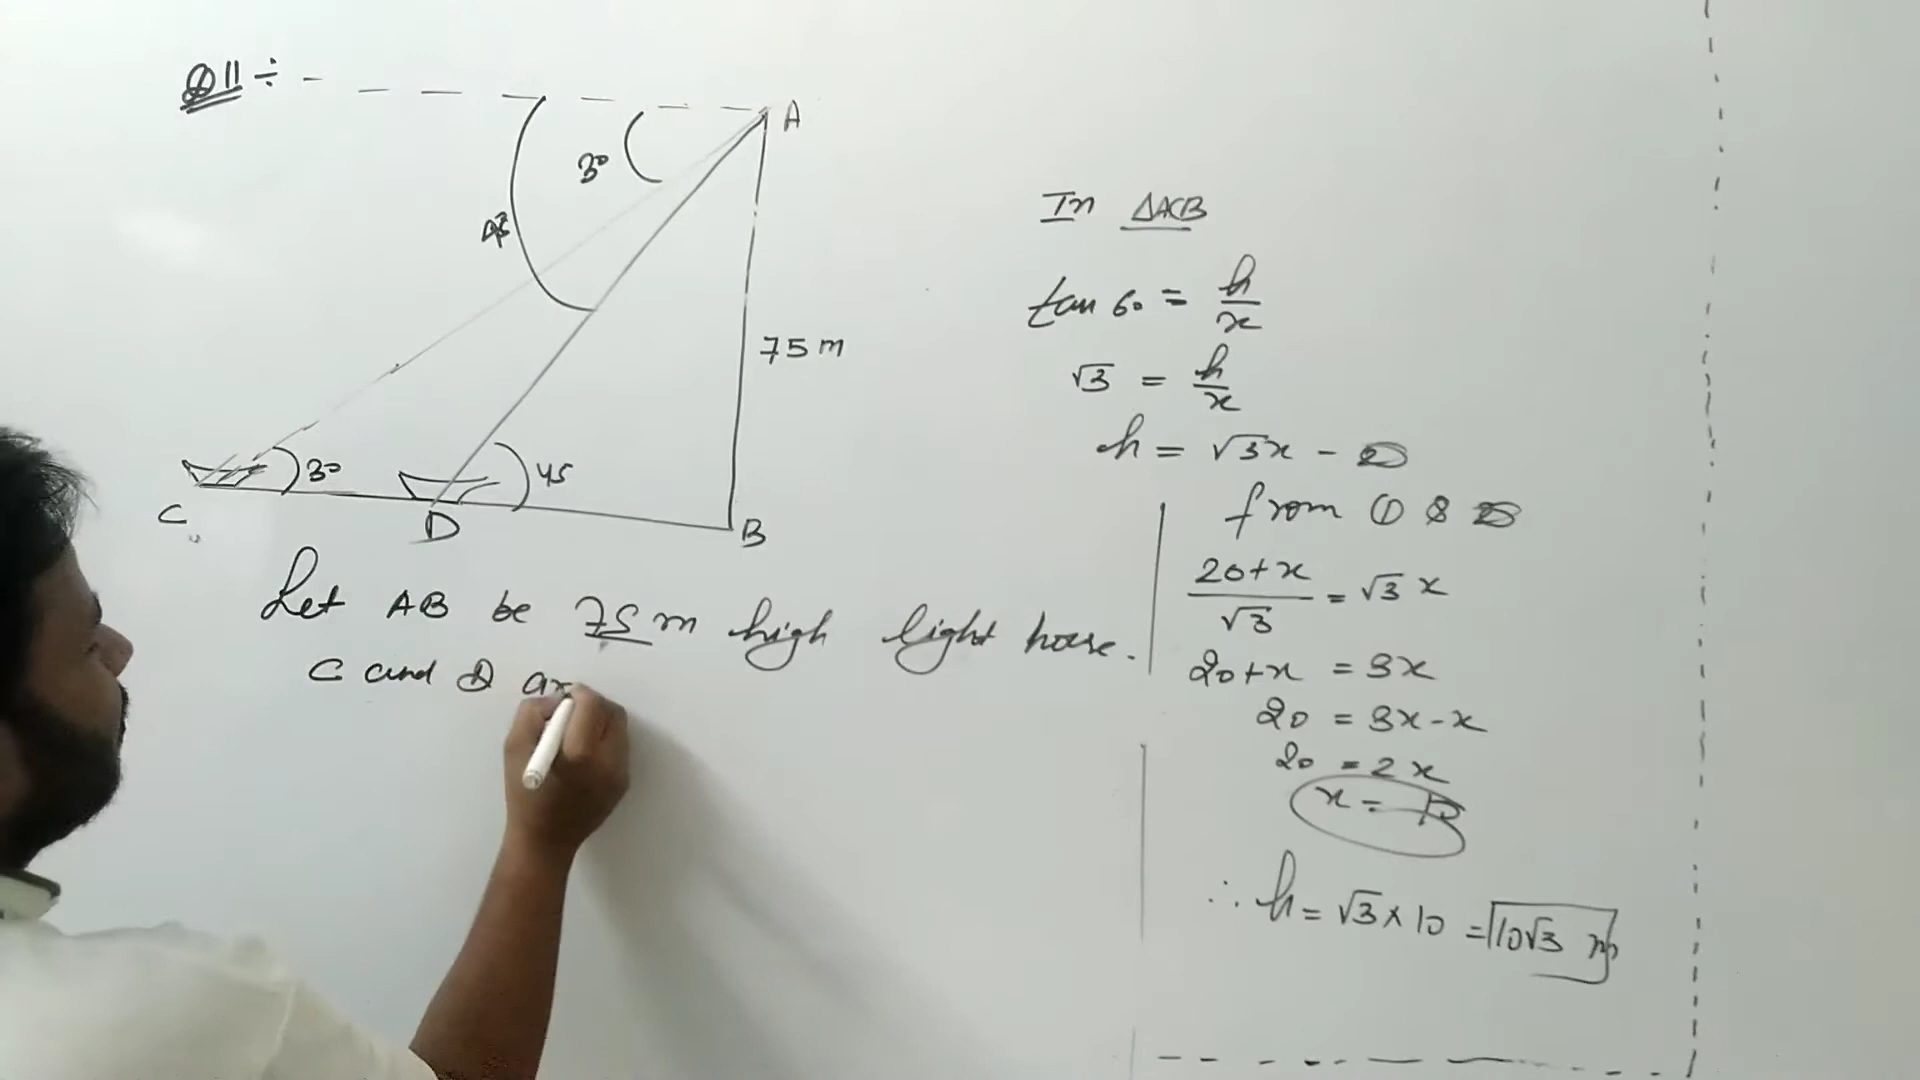 Q11 ÷
A
30
45
75 m
30
45
C
D
B
Let AB be 75 m high light house.
C and D ar
In ΔACB
tan 60 = h/x
√3 = h/x
h = √3x - ②
from ① & ②
20+x/√3 = √3 x
20+x = 3x
20 = 3x-x
20 = 2x
x = 10
∴ h = √3×10 = 10√3 m